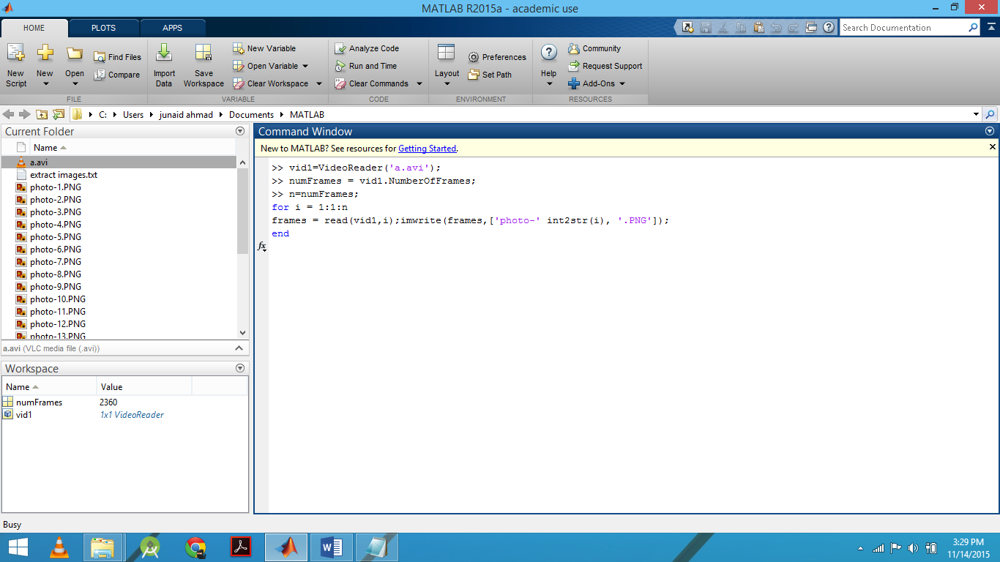 MATLAB R2015a - academic use
HOME PLOTS APPS
Search Documentation
New Script
New
Open
Find Files
Compare
FILE
Import Data
Save Workspace
New Variable
Open Variable
Clear Workspace
VARIABLE
Analyze Code
Run and Time
Clear Commands
CODE
Layout
Preferences
Set Path
ENVIRONMENT
Help
Community
Request Support
Add-Ons
RESOURCES
C: Users junaid ahmad Documents MATLAB
Current Folder
Name
a.avi
extract images.txt
photo-1.PNG
photo-2.PNG
photo-3.PNG
photo-4.PNG
photo-5.PNG
photo-6.PNG
photo-7.PNG
photo-8.PNG
photo-9.PNG
photo-10.PNG
photo-11.PNG
photo-12.PNG
photo-13.PNG
a.avi (VLC media file (.avi))
Workspace
Name Value
numFrames 2360
vid1 1x1 VideoReader
Command Window
New to MATLAB? See resources for Getting Started.
>> vid1=VideoReader('a.avi');
>> numFrames = vid1.NumberOfFrames;
>> n=numFrames;
for i = 1:1:n
frames = read(vid1,i);imwrite(frames,['photo-' int2str(i), '.PNG']);
end
fx
Busy
3:29 PM
11/14/2015